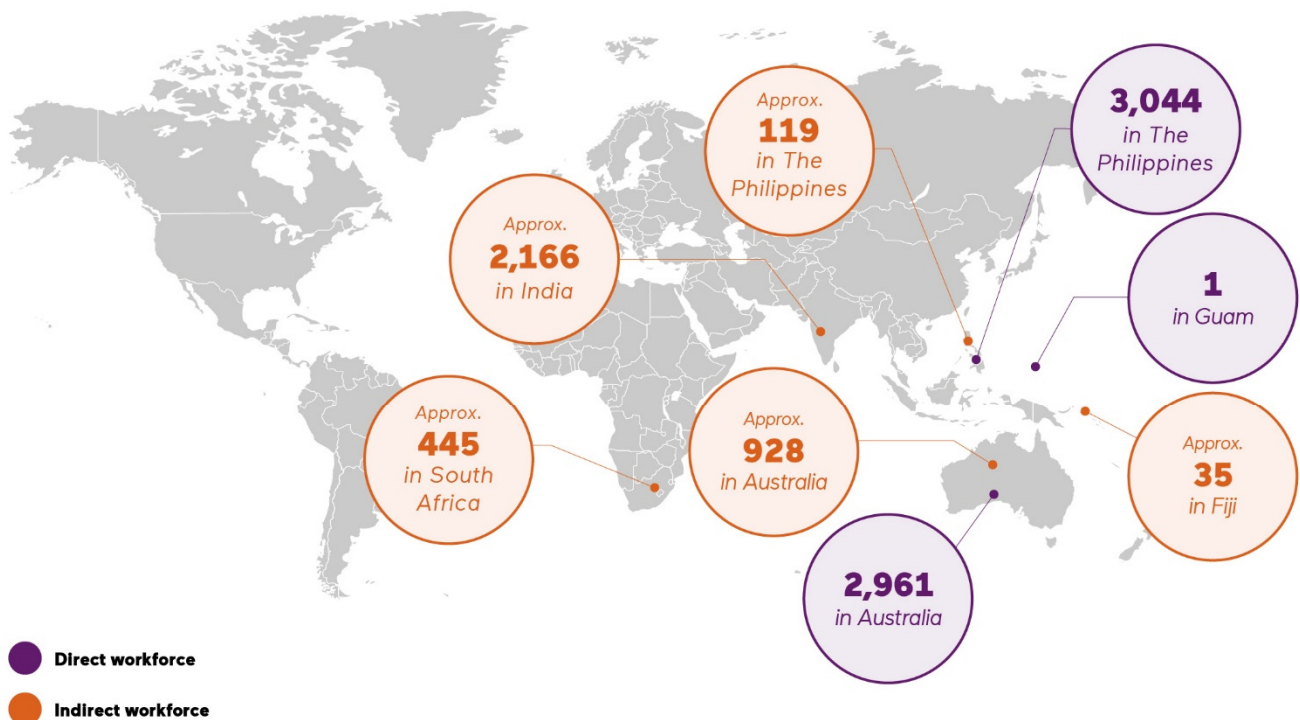 Approx.
119
in The
Philippines
3,044
in The
Philippines
Approx.
2,166
in India
1
in Guam
Approx.
445
in South
Africa
Approx.
928
in Australia
Approx.
35
in Fiji
2,961
in Australia
Direct workforce
Indirect workforce